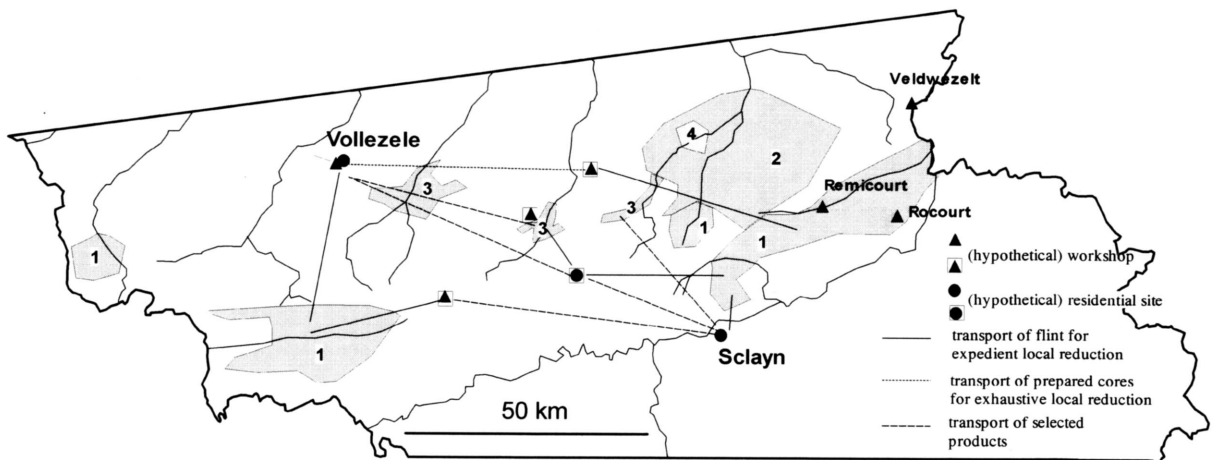 Veldwezelt
Vollezele
4
2
3
Remicourt
3
Rocourt
3
1
1
1
(hypothetical) workshop
(hypothetical) residential site
1
Sclayn
transport of flint for
expedient local reduction
transport of prepared cores
for exhaustive local reduction
50 km
transport of selected
products